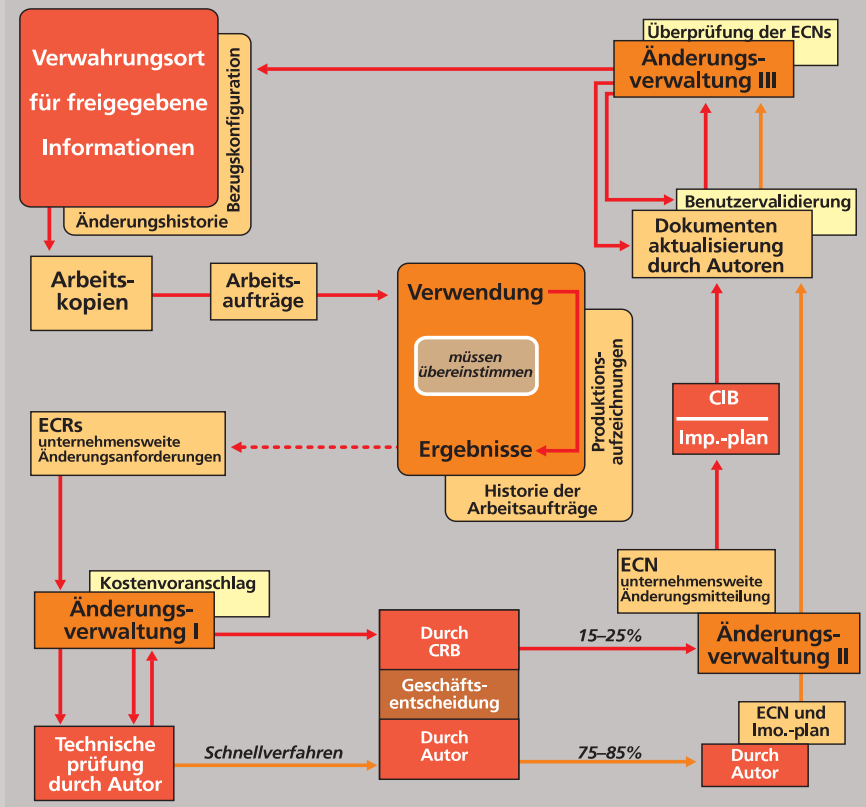 Verwahrungsort
für freigegebene
Informationen
Bezugskonfiguration
Änderungshistorie
Überprüfung der ECNs
Änderungs-
verwaltung III
Benutzervalidierung
Dokumenten
aktualisierung
durch Autoren
Arbeits-
kopien
Arbeits-
aufträge
Verwendung
müssen
übereinstimmen
Ergebnisse
Produktions-
aufzeichnungen
Historie der
Arbeitsaufträge
CIB
Imp.-plan
ECRs
unternehmensweite
Änderungsanforderungen
ECN
unternehmensweite
Änderungsmitteilung
Kostenvoranschlag
Änderungs-
verwaltung I
Durch
CRB
Geschäfts-
entscheidung
Durch
Autor
15–25%
Änderungs-
verwaltung II
ECN und
Imo.-plan
Technische
prüfung
durch Autor
Schnellverfahren
75–85%
Durch
Autor